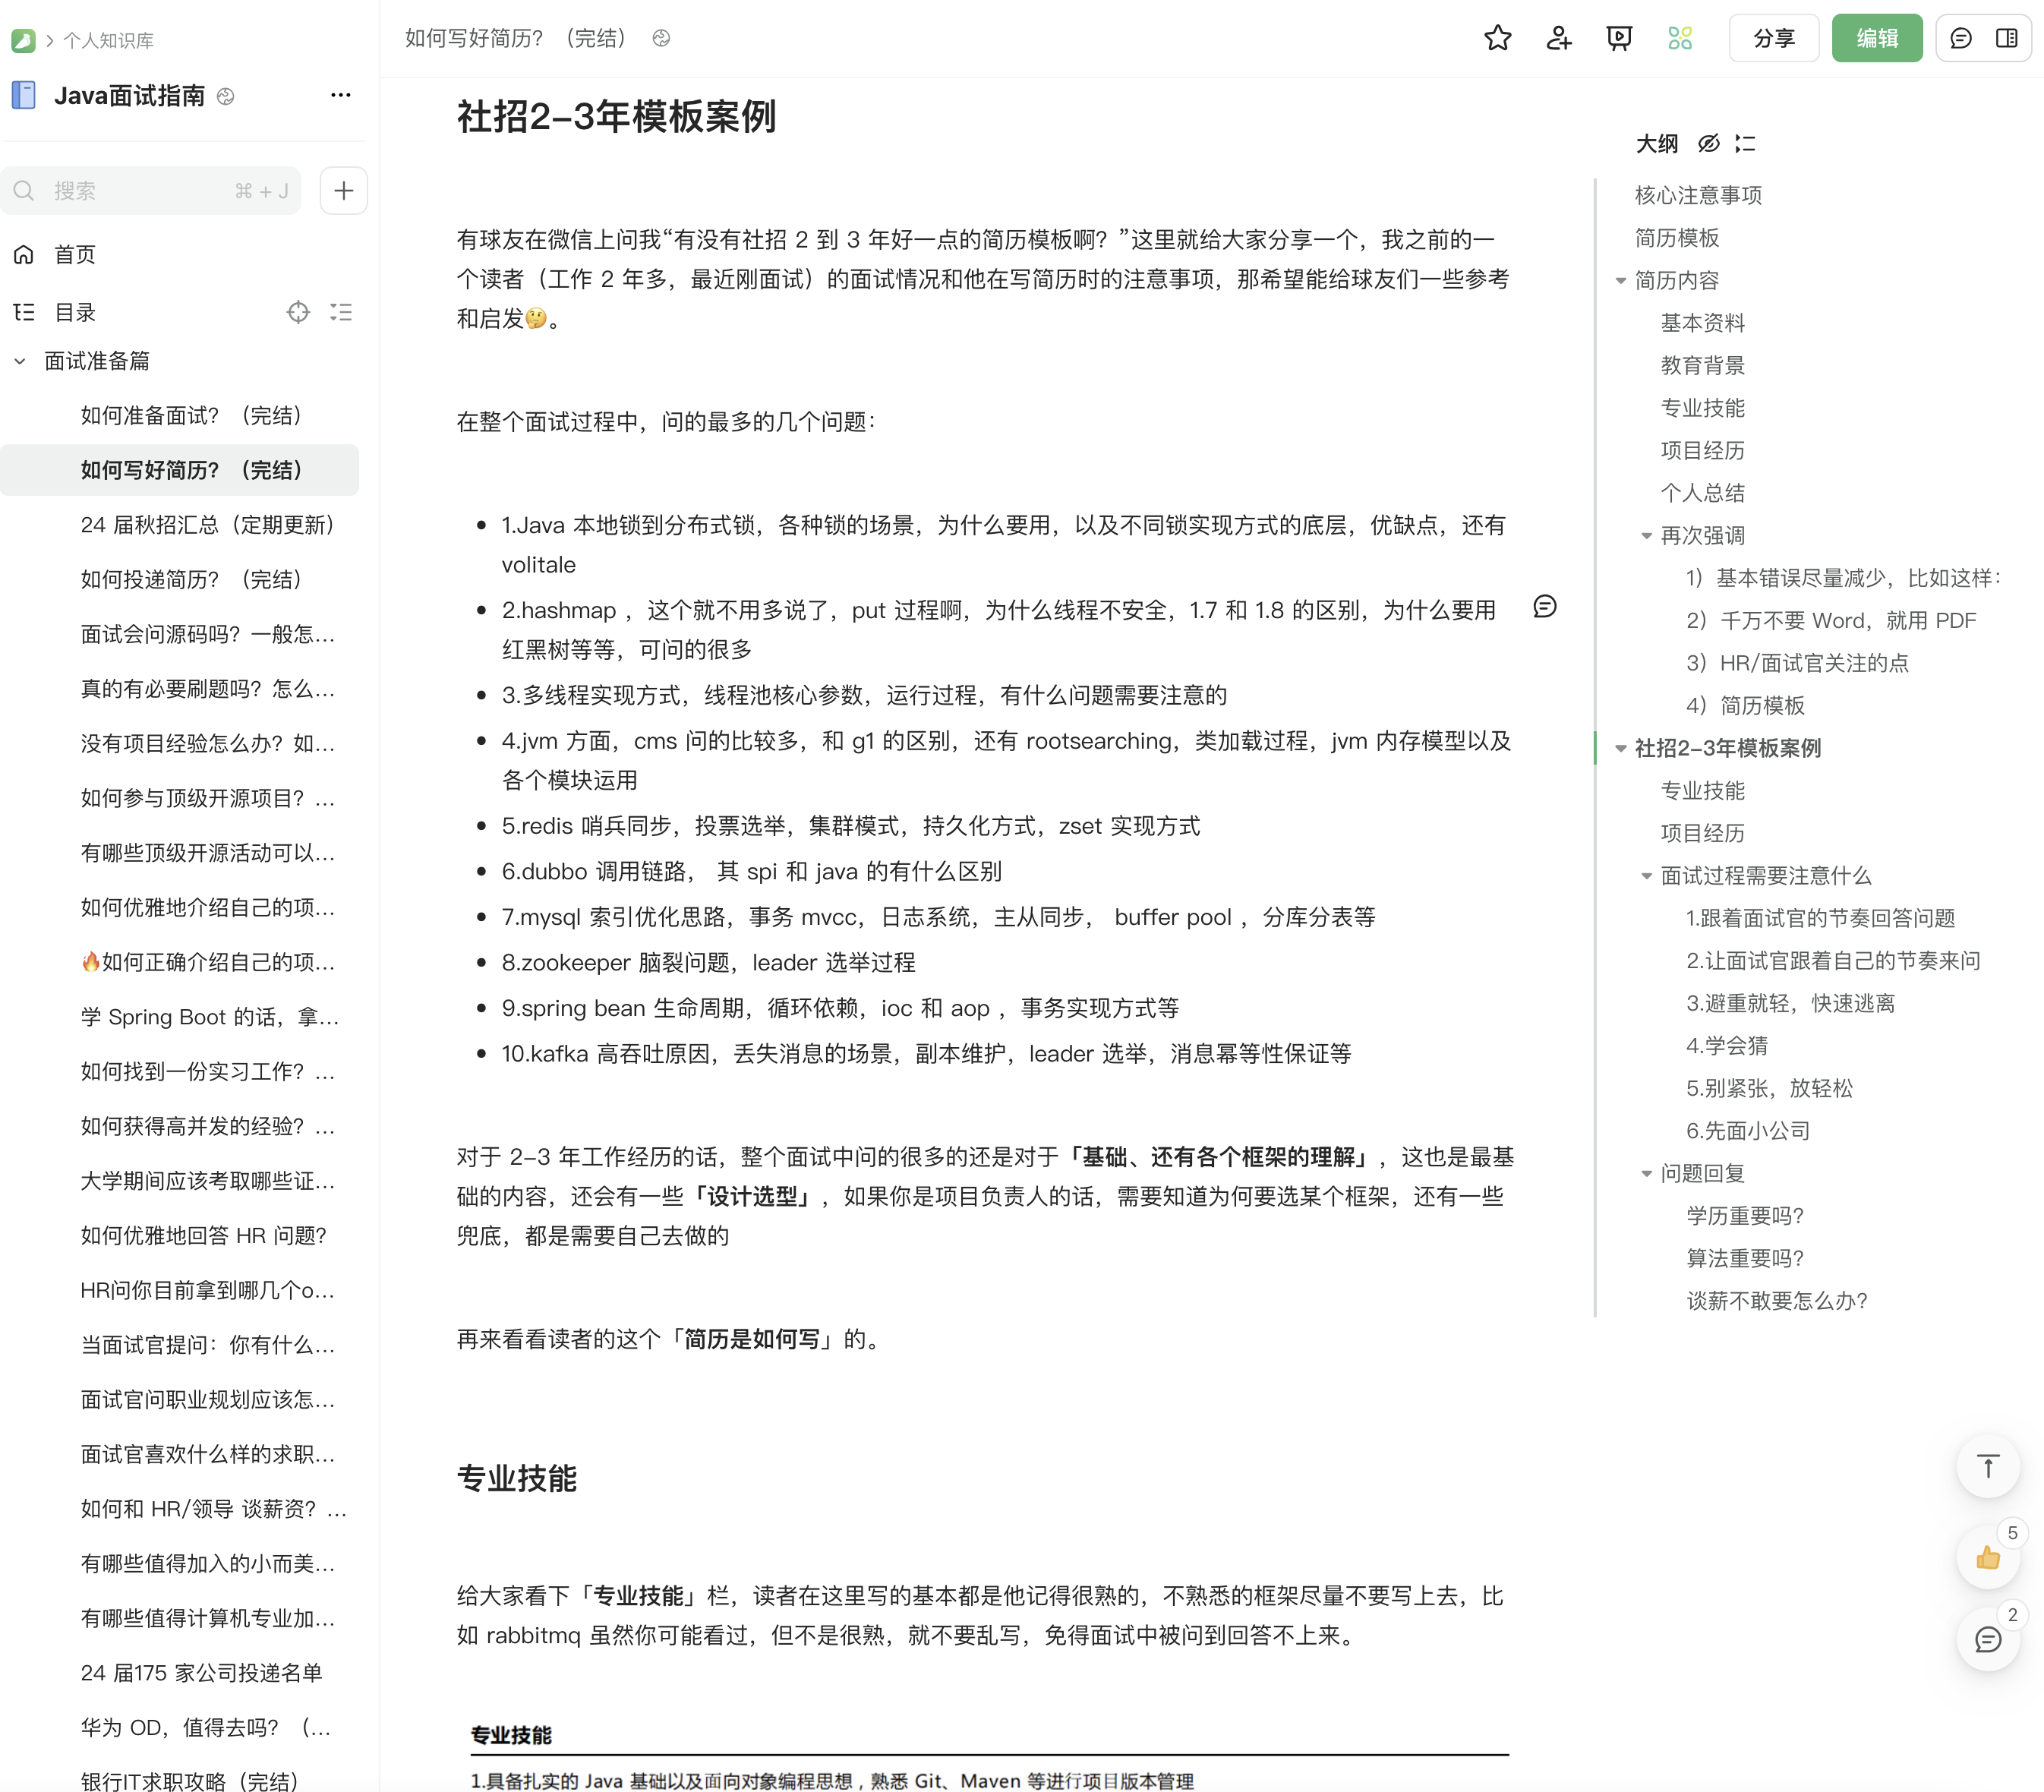 个人知识库
Java面试指南
搜索
⌘ + J
首页
目录
面试准备篇
如何准备面试？（完结）
如何写好简历？（完结）
24 届秋招汇总（定期更新）
如何投递简历？（完结）
面试会问源码吗？一般怎...
真的有必要刷题吗？怎么...
没有项目经验怎么办？如...
如何参与顶级开源项目？...
有哪些顶级开源活动可以...
如何优雅地介绍自己的项...
🔥如何正确介绍自己的项...
学 Spring Boot 的话，拿...
如何找到一份实习工作？...
如何获得高并发的经验？...
大学期间应该考取哪些证...
如何优雅地回答 HR 问题？
HR问你目前拿到哪几个o...
当面试官提问：你有什么...
面试官问职业规划应该怎...
面试官喜欢什么样的求职...
如何和 HR/领导 谈薪资？...
有哪些值得加入的小而美...
有哪些值得计算机专业加...
24 届175 家公司投递名单
华为 OD，值得去吗？（...
银行IT求职攻略（完结）
如何写好简历？（完结）
分享
编辑
社招2-3年模板案例
有球友在微信上问我“有没有社招 2 到 3 年好一点的简历模板啊？”这里就给大家分享一个，我之前的一
个读者（工作 2 年多，最近刚面试）的面试情况和他在写简历时的注意事项，那希望能给球友们一些参考
和启发🤔。
在整个面试过程中，问的最多的几个问题：
1.Java 本地锁到分布式锁，各种锁的场景，为什么要用，以及不同锁实现方式的底层，优缺点，还有
volitale
2.hashmap ，这个就不用多说了，put 过程啊，为什么线程不安全，1.7 和 1.8 的区别，为什么要用
红黑树等等，可问的很多
3.多线程实现方式，线程池核心参数，运行过程，有什么问题需要注意的
4.jvm 方面，cms 问的比较多，和 g1 的区别，还有 rootsearching，类加载过程，jvm 内存模型以及
各个模块运用
5.redis 哨兵同步，投票选举，集群模式，持久化方式，zset 实现方式
6.dubbo 调用链路， 其 spi 和 java 的有什么区别
7.mysql 索引优化思路，事务 mvcc，日志系统，主从同步， buffer pool ，分库分表等
8.zookeeper 脑裂问题，leader 选举过程
9.spring bean 生命周期，循环依赖，ioc 和 aop ，事务实现方式等
10.kafka 高吞吐原因，丢失消息的场景，副本维护，leader 选举，消息幂等性保证等
对于 2-3 年工作经历的话，整个面试中问的很多的还是对于「基础、还有各个框架的理解」，这也是最基
础的内容，还会有一些「设计选型」，如果你是项目负责人的话，需要知道为何要选某个框架，还有一些
兜底，都是需要自己去做的
再来看看读者的这个「简历是如何写」的。
专业技能
给大家看下「专业技能」栏，读者在这里写的基本都是他记得很熟的，不熟悉的框架尽量不要写上去，比
如 rabbitmq 虽然你可能看过，但不是很熟，就不要乱写，免得面试中被问到回答不上来。
专业技能
1.具备扎实的 Java 基础以及面向对象编程思想，熟悉 Git、Maven 等进行项目版本管理
大纲
核心注意事项
简历模板
简历内容
基本资料
教育背景
专业技能
项目经历
个人总结
再次强调
1）基本错误尽量减少，比如这样：
2）千万不要 Word，就用 PDF
3）HR/面试官关注的点
4）简历模板
社招2-3年模板案例
专业技能
项目经历
面试过程需要注意什么
1.跟着面试官的节奏回答问题
2.让面试官跟着自己的节奏来问
3.避重就轻，快速逃离
4.学会猜
5.别紧张，放轻松
6.先面小公司
问题回复
学历重要吗？
算法重要吗？
谈薪不敢要怎么办？
5
2